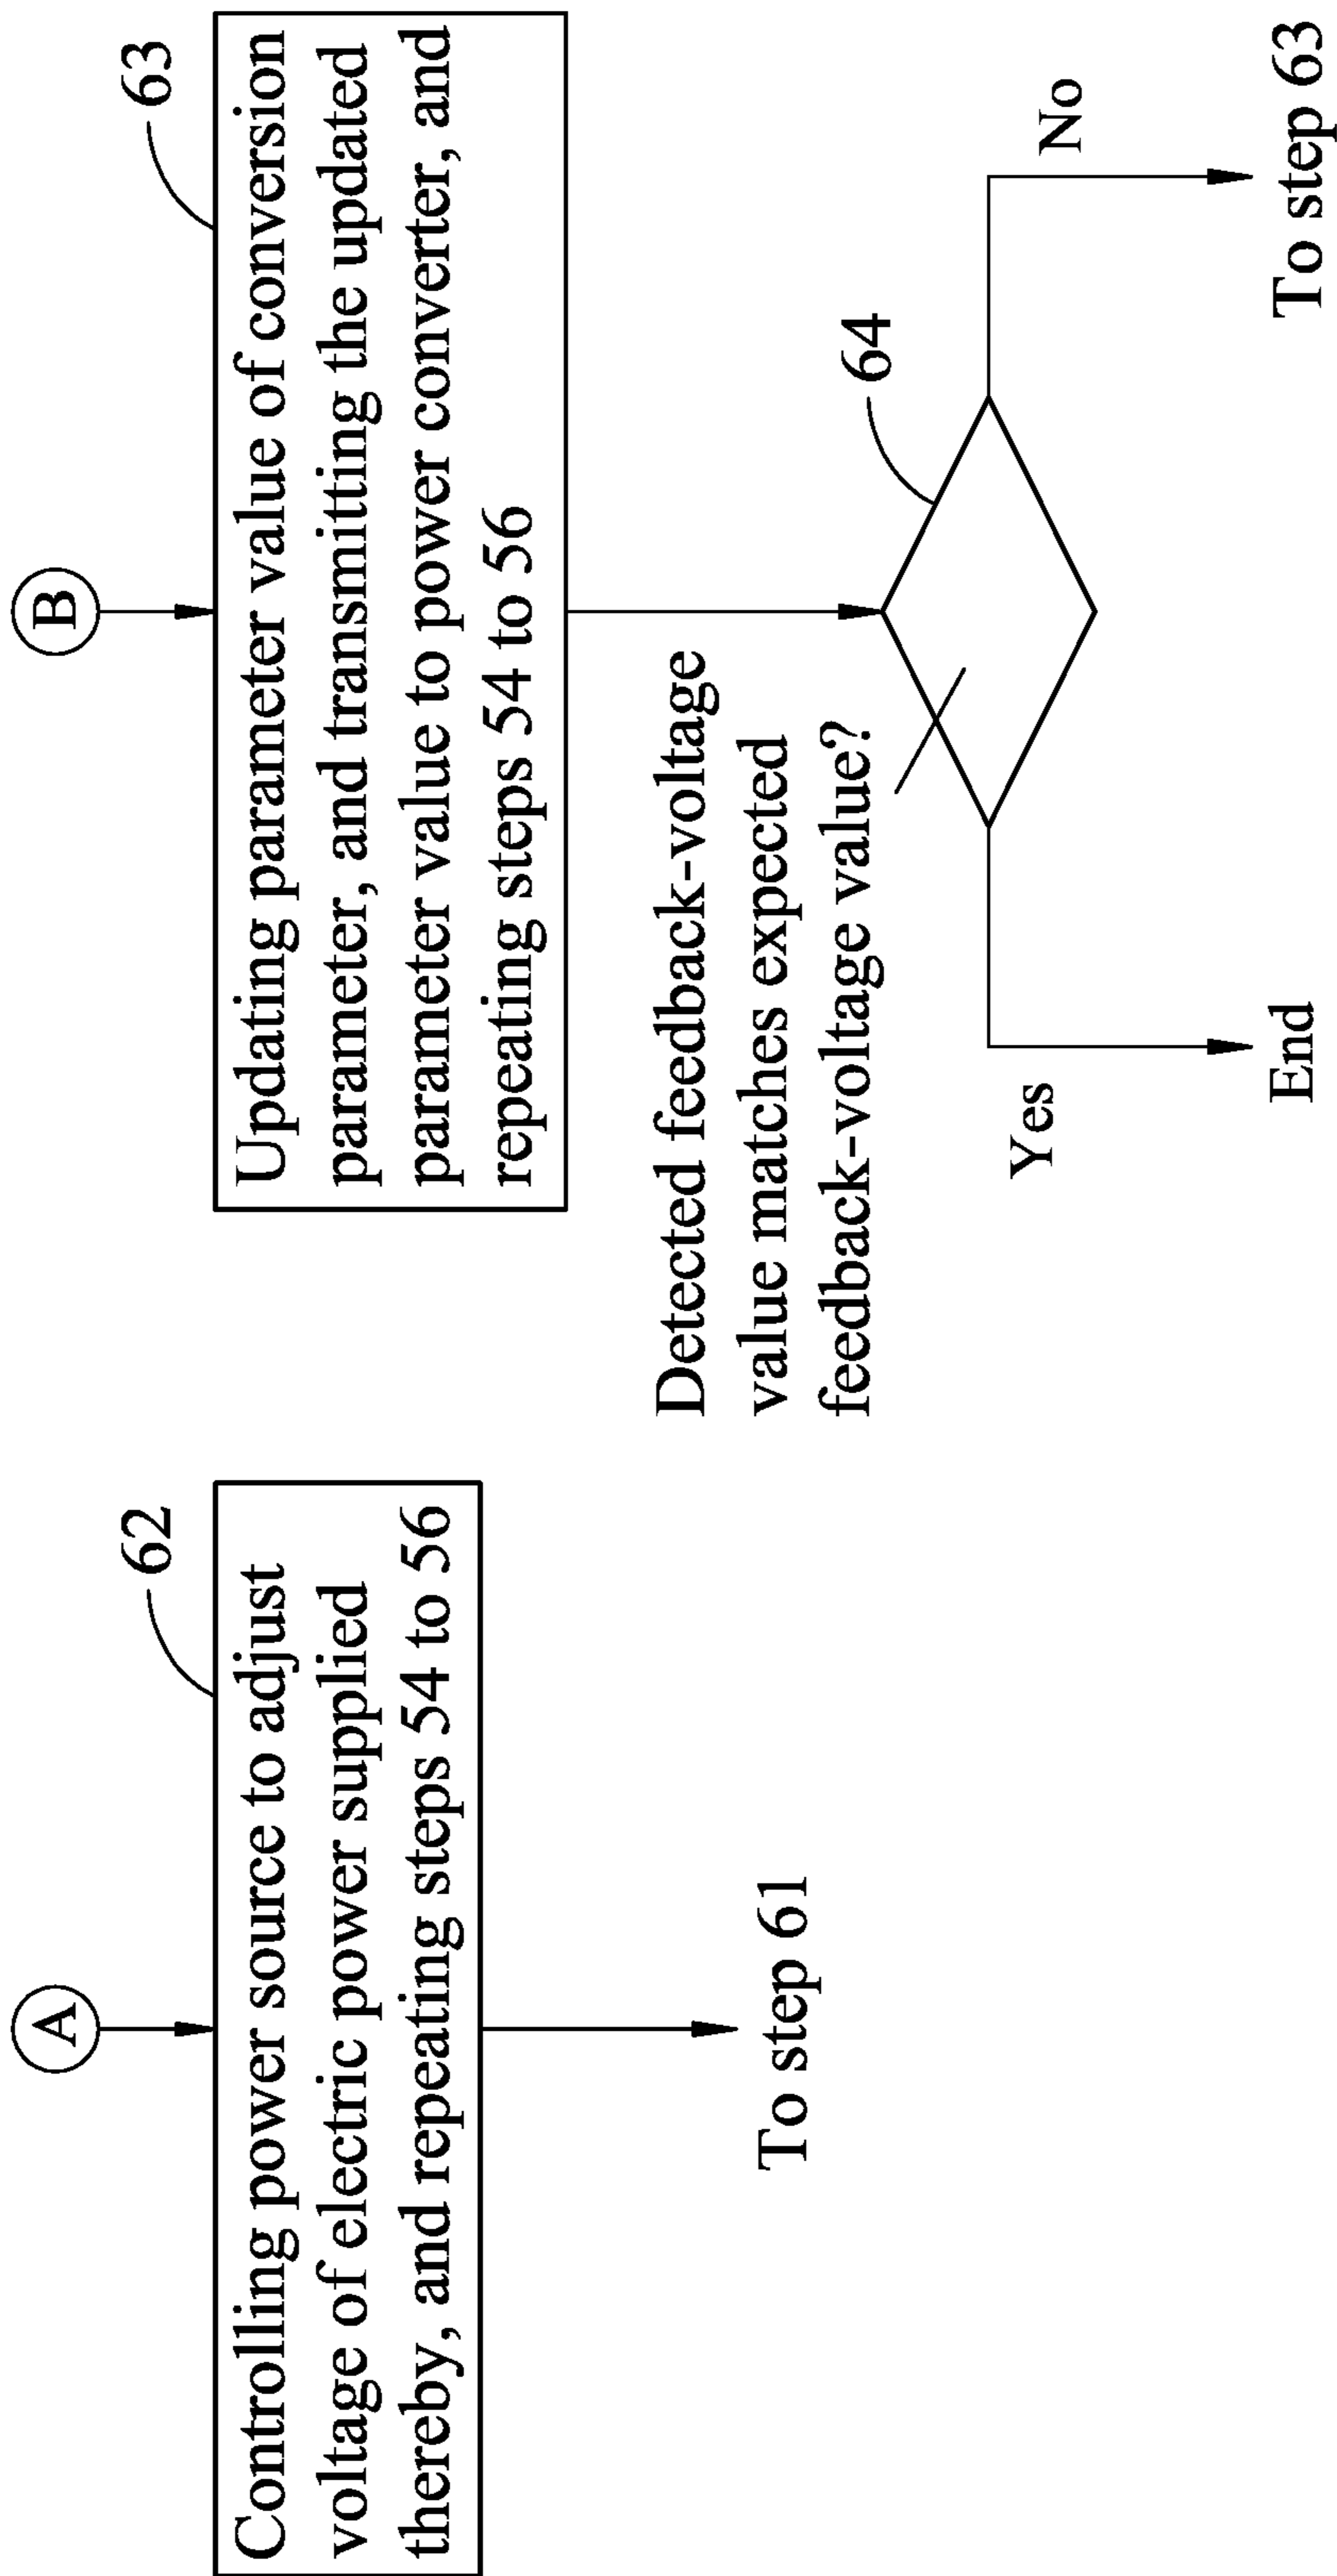 A
62
Controlling power source to adjust
voltage of electric power supplied
thereby, and repeating steps 54 to 56
To step 61
B
63
Updating parameter value of conversion
parameter, and transmitting the updated
parameter value to power converter, and
repeating steps 54 to 56
Detected feedback-voltage
value matches expected
feedback-voltage value?
64
Yes
No
End
To step 63